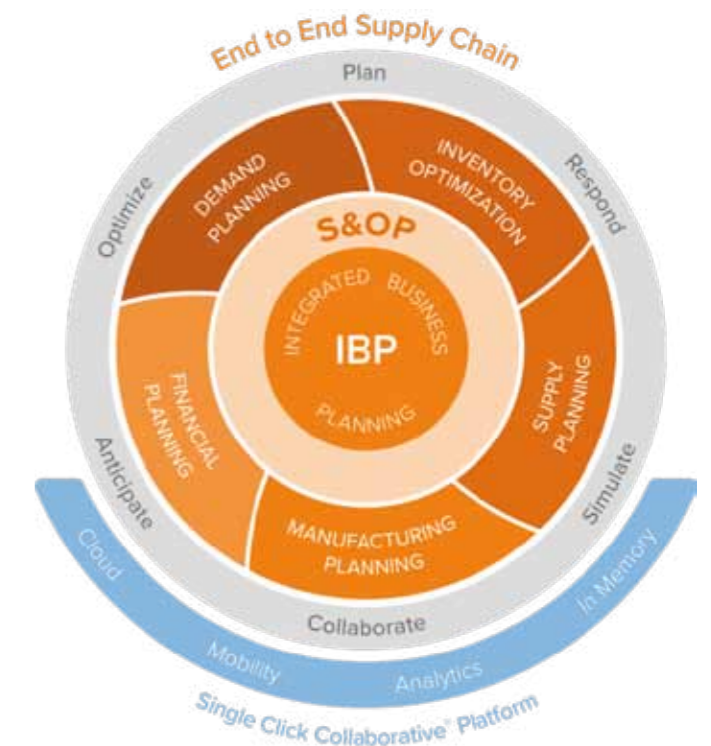 End to End Supply Chain
Plan
Respond
Simulate
Collaborate
Anticipate
Optimize
DEMAND
PLANNING
INVENTORY
OPTIMIZATION
SUPPLY
PLANNING
MANUFACTURING
PLANNING
FINANCIAL
PLANNING
S&OP
INTEGRATED BUSINESS
IBP
PLANNING
Cloud
Mobility
Analytics
In Memory
Single Click Collaborative® Platform